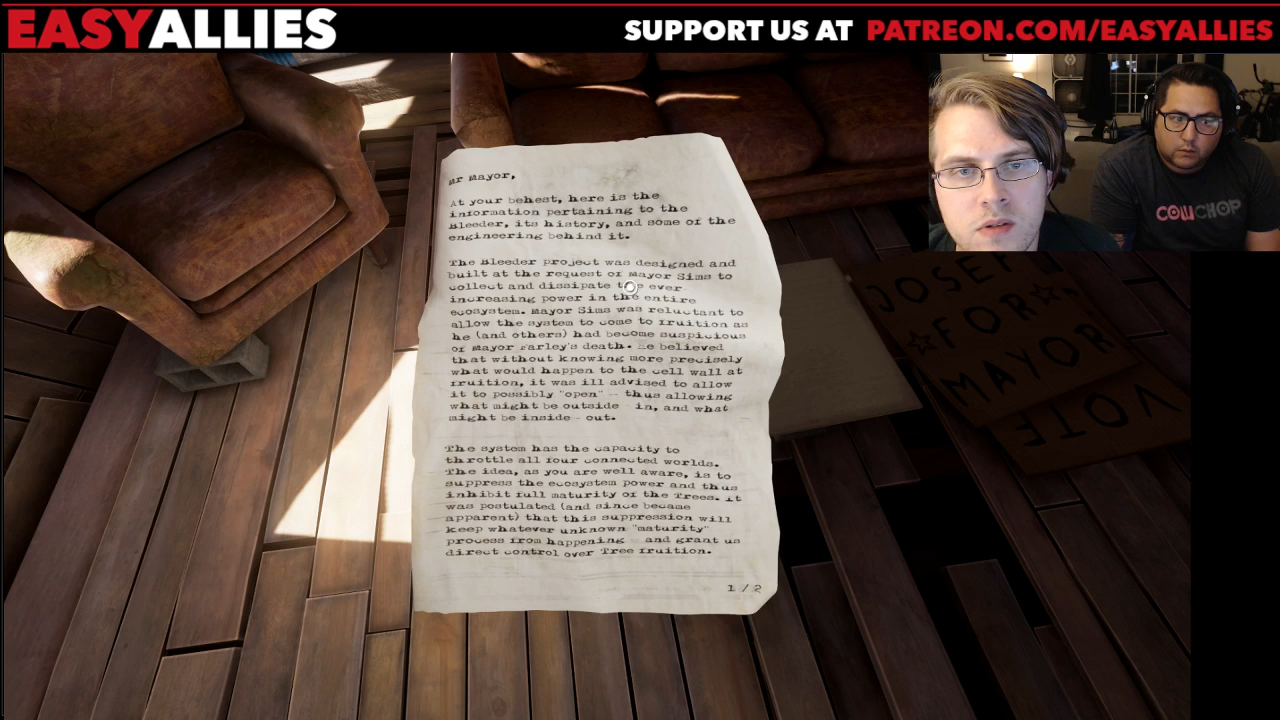 EASYALLIES
SUPPORT US AT PATREON.COM/EASYALLIES
Mr Mayor,
At your behest, here is the
information pertaining to the
Bleeder, its history, and some of the
engineering behind it.
The Bleeder project was designed and
built at the request of Mayor Sims to
collect and dissipate the ever
increasing power in the entire
ecosystem. Mayor Sims was reluctant to
allow the system to come to fruition as
he (and others) had become suspicious
of Mayor Farley's death. He believed
that without knowing more precisely
what would happen to the cell wall at
fruition, it was ill advised to allow
it to possibly "open" -- thus allowing
what might be outside - in, and what
might be inside - out.
The system has the capacity to
throttle all four connected worlds.
The idea, as you are well aware, is to
suppress the ecosystem power and thus
inhibit full maturity of the Trees. It
was postulated (and since became
apparent) that this suppression will
keep whatever unknown "maturity"
process from happening - and grant us
direct control over Tree fruition.
1/2
JOSEF
FOR
MAYOR
VOTE
COW CHOP